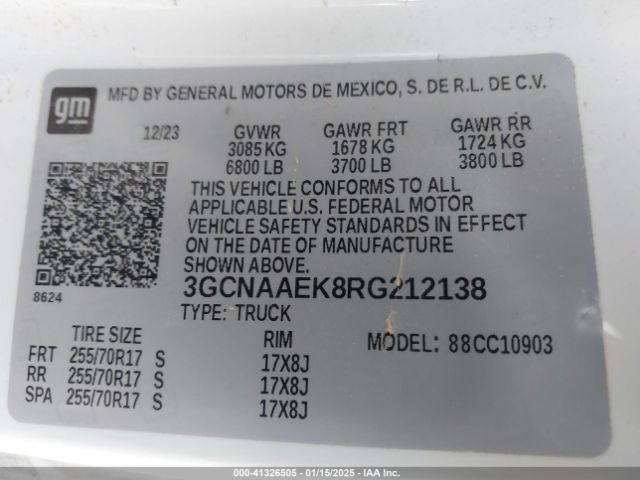 gm
MFD BY GENERAL MOTORS DE MEXICO, S. DE R.L. DE C.V.
12/23 GVWR GAWR FRT GAWR RR
3085 KG 1678 KG 1724 KG
6800 LB 3700 LB 3800 LB
THIS VEHICLE CONFORMS TO ALL
APPLICABLE U.S. FEDERAL MOTOR
VEHICLE SAFETY STANDARDS IN EFFECT
ON THE DATE OF MANUFACTURE
SHOWN ABOVE.
8624
3GCNAAEK8RG212138
TYPE: TRUCK
TIRE SIZE RIM MODEL: 88CC10903
FRT 255/70R17 S 17X8J
RR 255/70R17 S 17X8J
SPA 255/70R17 S 17X8J
000-41326505 - 01/15/2025 - IAA Inc.